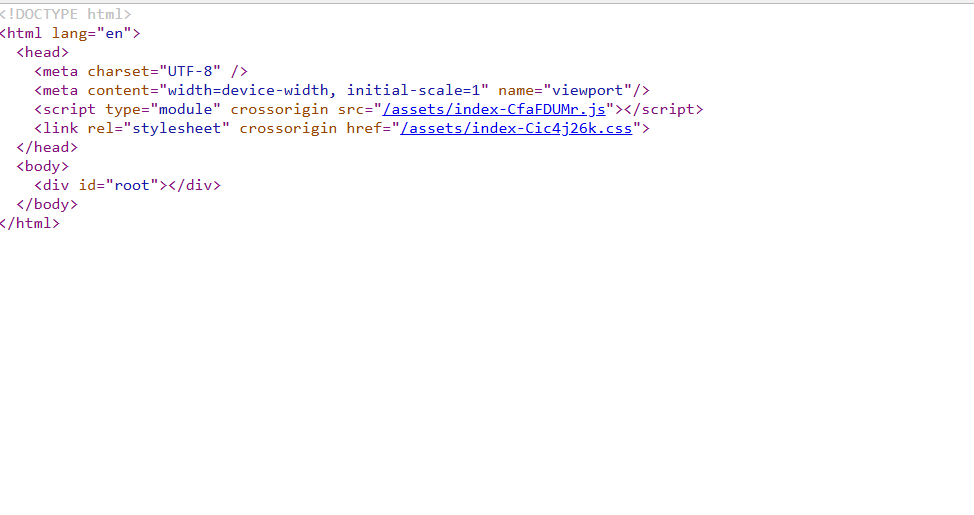 <!DOCTYPE html>
<html lang="en">
  <head>
    <meta charset="UTF-8" />
    <meta content="width=device-width, initial-scale=1" name="viewport"/>
    <script type="module" crossorigin src="/assets/index-CfaFDUMr.js"></script>
    <link rel="stylesheet" crossorigin href="/assets/index-Cic4j26k.css">
  </head>
  <body>
    <div id="root"></div>
  </body>
</html>